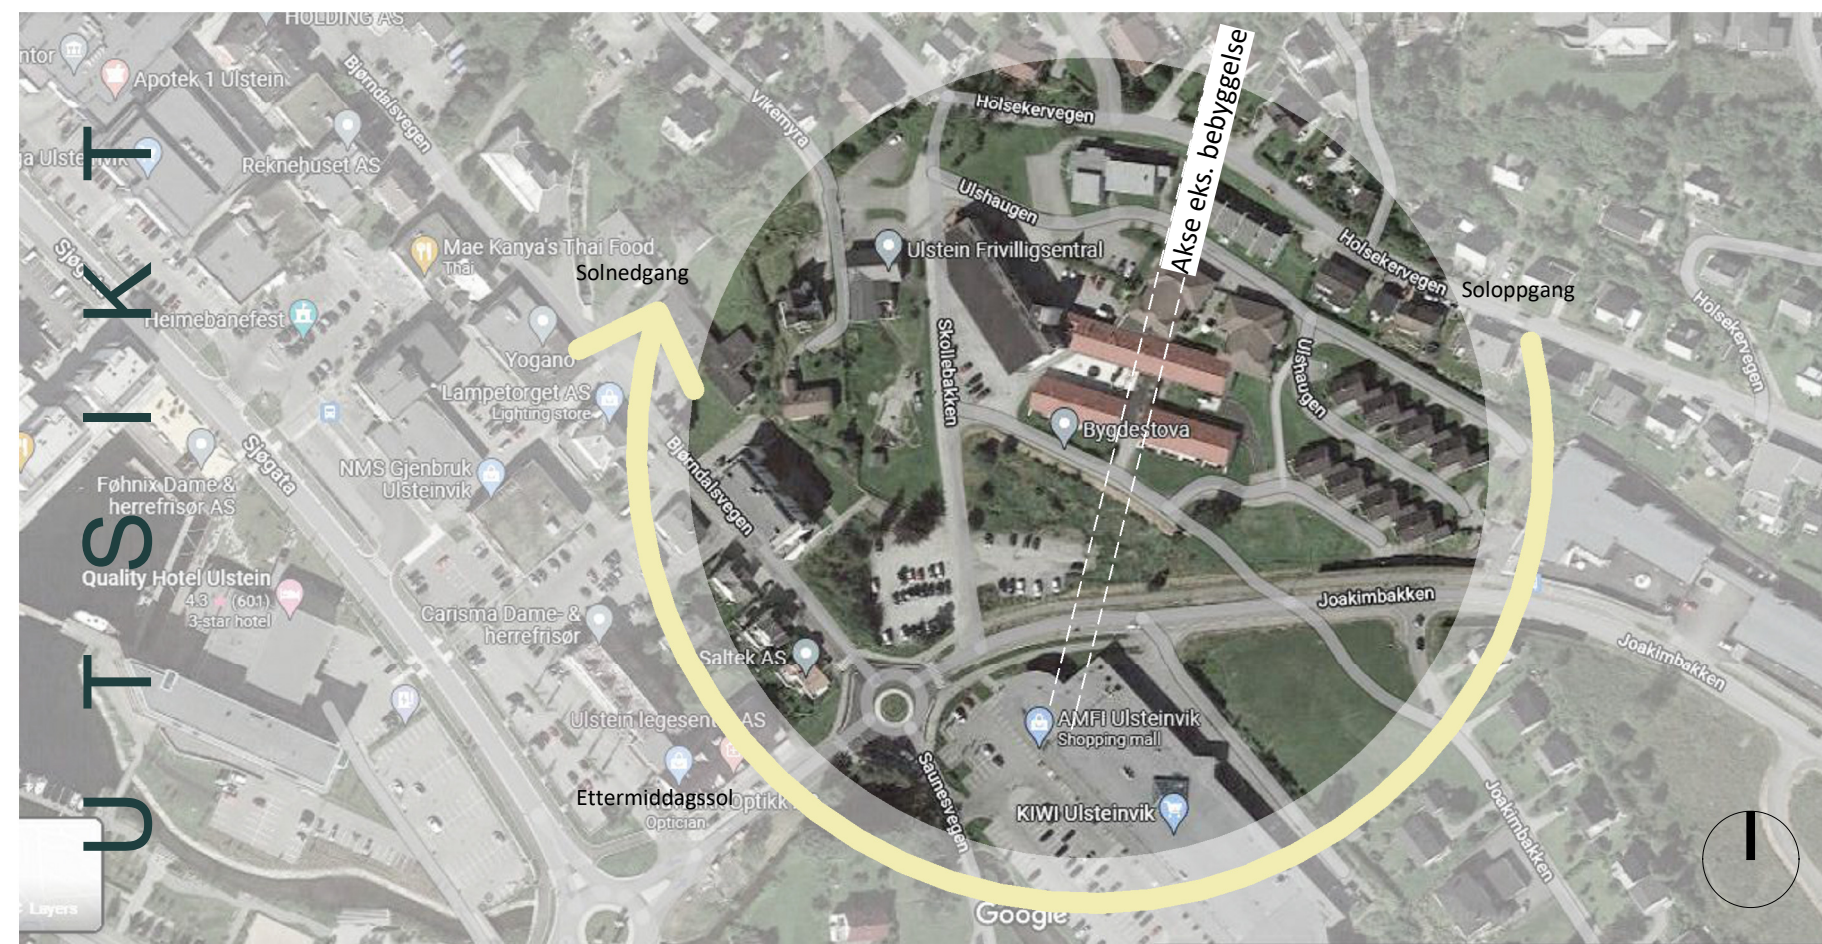 HOLDING AS
ntor
Apotek 1 Ulstein
Bjørndalsvegen
Vikemyra
Holsekervegen
Akse eks. bebyggelse
Reknehuset AS
Ulshaugen
Mae Kanya's Thai Food
Thai
Ulstein Frivilligsentral
Holsekervegen
Solnedgang
Soloppgang
Holsekervegen
Heimebanefest
Yogano
Skollebakken
Ulshaugen
Lampetorget AS
Lighting store
Bygdestova
Sjøgata
NMS Gjenbruk
Ulsteinvik
Bjørndalsvegen
Føhnix Dame &
herrefrisør AS
UTSIKT
Quality Hotel Ulstein
4.3 (601)
3-star hotel
Carisma Dame- &
herrefrisør
Joakimbakken
Joakimbakken
Saltek AS
Ulstein legesenter AS
AMFI Ulsteinvik
Shopping mall
Saunesvegen
Ettermiddagssol
Optikk
Optician
KIWI Ulsteinvik
Joakimbakken
Layers
Google